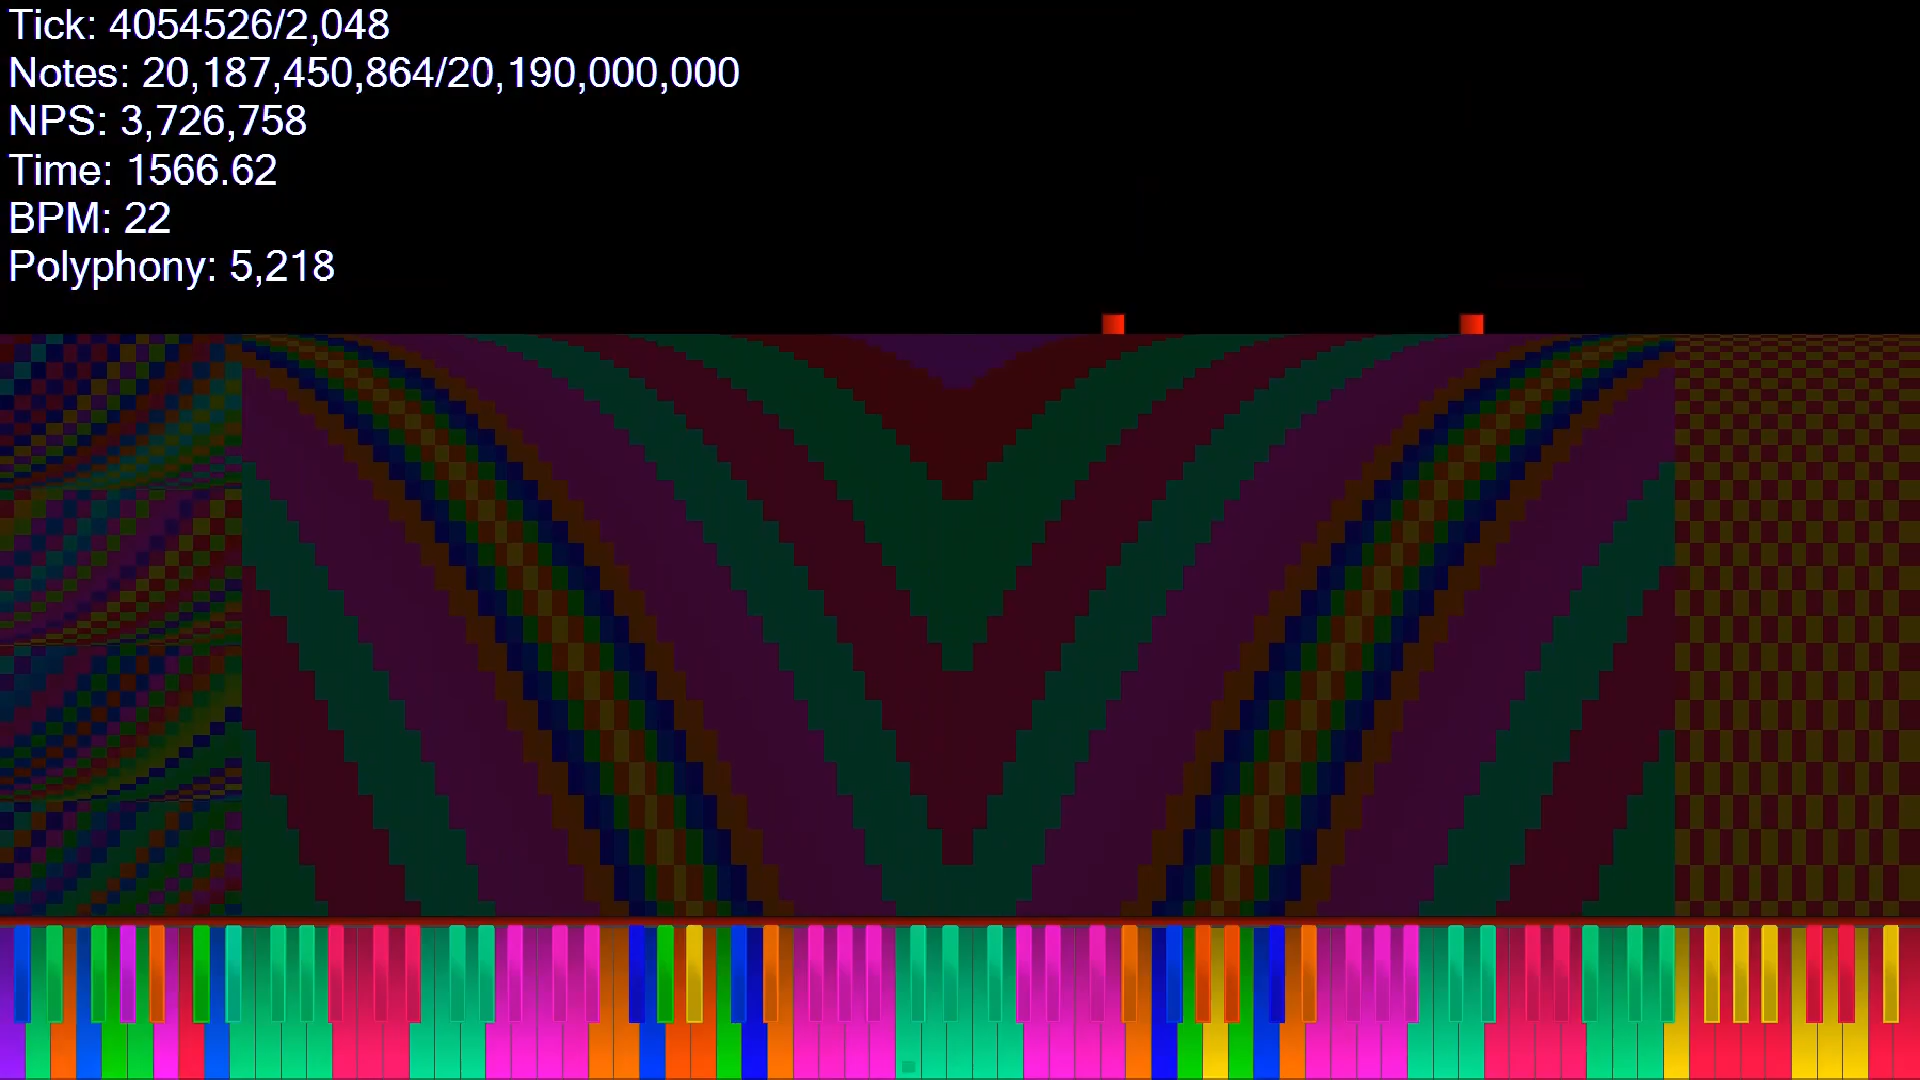 Tick: 4054526/2,048
Notes: 20,187,450,864/20,190,000,000
NPS: 3,726,758
Time: 1566.62
BPM: 22
Polyphony: 5,218